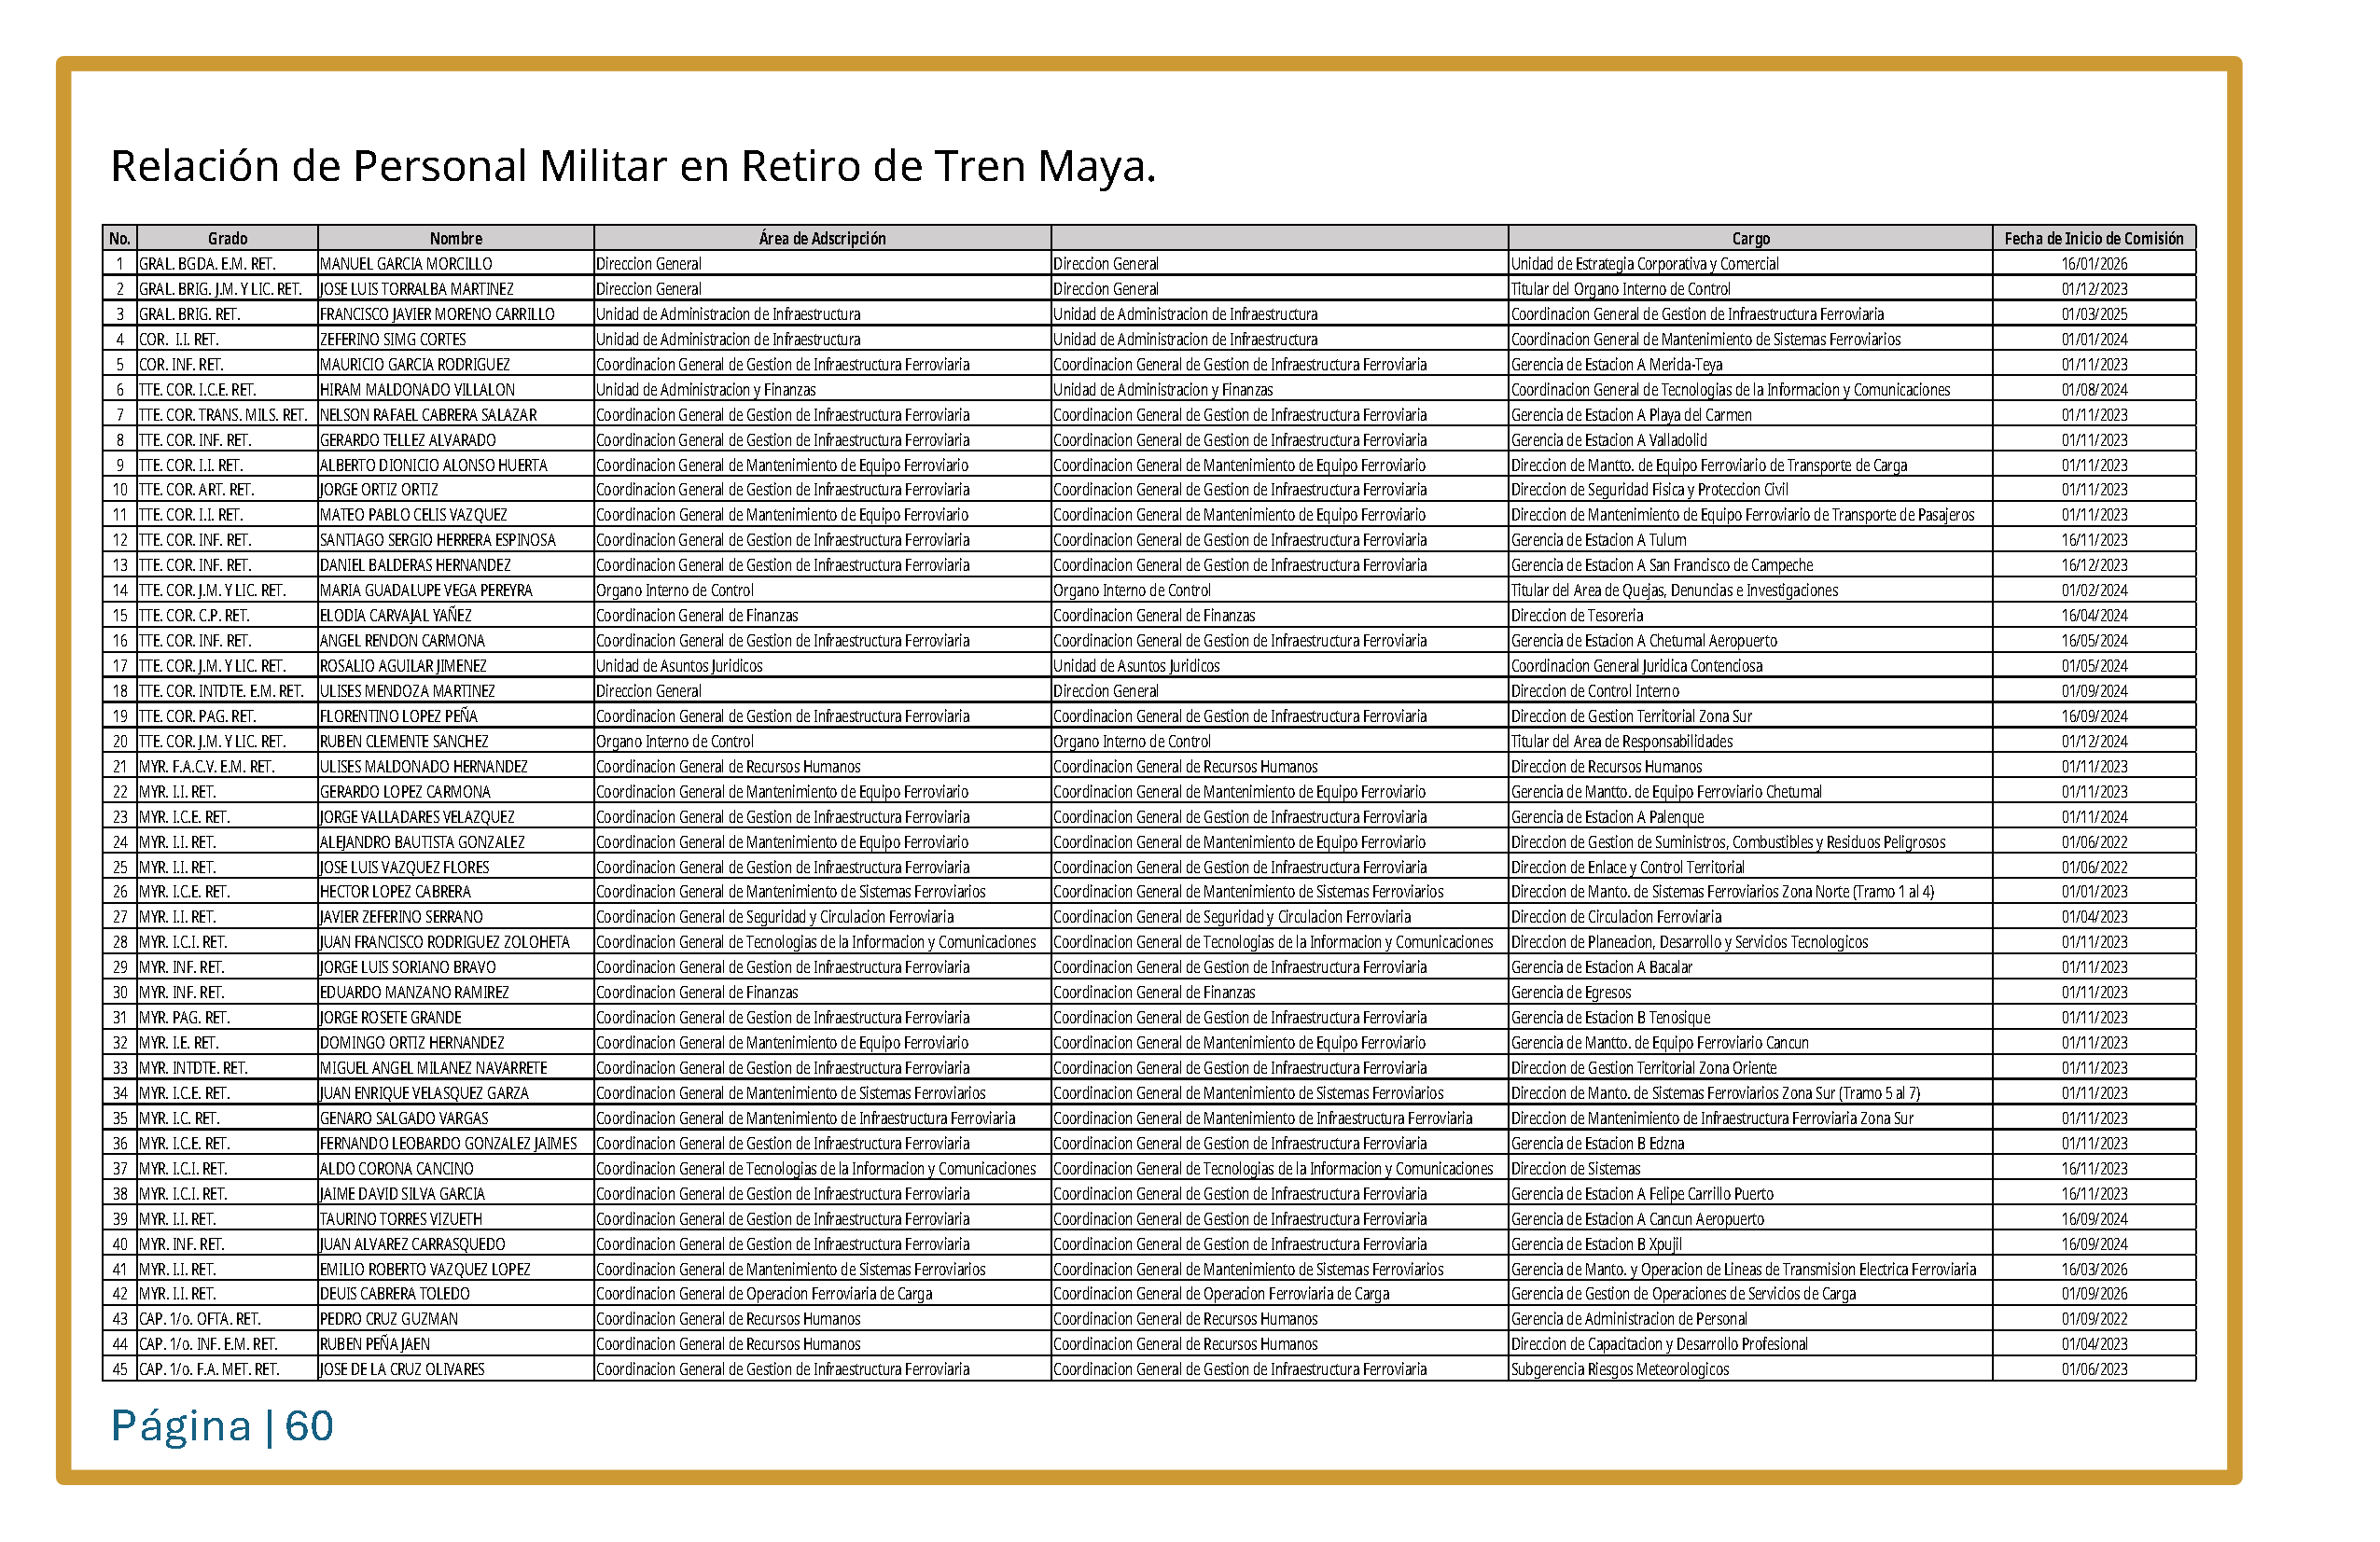 Relación de Personal Militar en Retiro de Tren Maya.
No. Grado Nombre Área de Adscripción Cargo Fecha de Inicio de Comisión
1 GRAL. BGDA. E.M. RET. MANUEL GARCIA MORCILLO Direccion General Direccion General Unidad de Estrategia Corporativa y Comercial 16/01/2026
2 GRAL. BRIG. J.M. Y LIC. RET. JOSE LUIS TORRALBA MARTINEZ Direccion General Direccion General Titular del Organo Interno de Control 01/12/2023
3 GRAL. BRIG. RET. FRANCISCO JAVIER MORENO CARRILLO Unidad de Administracion de Infraestructura Unidad de Administracion de Infraestructura Coordinacion General de Gestion de Infraestructura Ferroviaria 01/03/2025
4 COR. I.I. RET. ZEFERINO SIMG CORTES Unidad de Administracion de Infraestructura Unidad de Administracion de Infraestructura Coordinacion General de Mantenimiento de Sistemas Ferroviarios 01/01/2024
5 COR. INF. RET. MAURICIO GARCIA RODRIGUEZ Coordinacion General de Gestion de Infraestructura Ferroviaria Coordinacion General de Gestion de Infraestructura Ferroviaria Gerencia de Estacion A Merida-Teya 01/11/2023
6 TTE. COR. I.C.E. RET. HIRAM MALDONADO VILLALON Unidad de Administracion y Finanzas Unidad de Administracion y Finanzas Coordinacion General de Tecnologias de la Informacion y Comunicaciones 01/08/2024
7 TTE. COR. TRANS. MILS. RET. NELSON RAFAEL CABRERA SALAZAR Coordinacion General de Gestion de Infraestructura Ferroviaria Coordinacion General de Gestion de Infraestructura Ferroviaria Gerencia de Estacion A Playa del Carmen 01/11/2023
8 TTE. COR. INF. RET. GERARDO TELLEZ ALVARADO Coordinacion General de Gestion de Infraestructura Ferroviaria Coordinacion General de Gestion de Infraestructura Ferroviaria Gerencia de Estacion A Valladolid 01/11/2023
9 TTE. COR. I.I. RET. ALBERTO DIONICIO ALONSO HUERTA Coordinacion General de Mantenimiento de Equipo Ferroviario Coordinacion General de Mantenimiento de Equipo Ferroviario Direccion de Mantto. de Equipo Ferroviario de Transporte de Carga 01/11/2023
10 TTE. COR. ART. RET. JORGE ORTIZ ORTIZ Coordinacion General de Gestion de Infraestructura Ferroviaria Coordinacion General de Gestion de Infraestructura Ferroviaria Direccion de Seguridad Fisica y Proteccion Civil 01/11/2023
11 TTE. COR. I.I. RET. MATEO PABLO CELIS VAZQUEZ Coordinacion General de Mantenimiento de Equipo Ferroviario Coordinacion General de Mantenimiento de Equipo Ferroviario Direccion de Mantenimiento de Equipo Ferroviario de Transporte de Pasajeros 01/11/2023
12 TTE. COR. INF. RET. SANTIAGO SERGIO HERRERA ESPINOSA Coordinacion General de Gestion de Infraestructura Ferroviaria Coordinacion General de Gestion de Infraestructura Ferroviaria Gerencia de Estacion A Tulum 16/11/2023
13 TTE. COR. INF. RET. DANIEL BALDERAS HERNANDEZ Coordinacion General de Gestion de Infraestructura Ferroviaria Coordinacion General de Gestion de Infraestructura Ferroviaria Gerencia de Estacion A San Francisco de Campeche 16/12/2023
14 TTE. COR. J.M. Y LIC. RET. MARIA GUADALUPE VEGA PEREYRA Organo Interno de Control Organo Interno de Control Titular del Area de Quejas, Denuncias e Investigaciones 01/02/2024
15 TTE. COR. C.P. RET. ELODIA CARVAJAL YAÑEZ Coordinacion General de Finanzas Coordinacion General de Finanzas Direccion de Tesoreria 16/04/2024
16 TTE. COR. INF. RET. ANGEL RENDON CARMONA Coordinacion General de Gestion de Infraestructura Ferroviaria Coordinacion General de Gestion de Infraestructura Ferroviaria Gerencia de Estacion A Chetumal Aeropuerto 16/05/2024
17 TTE. COR. J.M. Y LIC. RET. ROSALIO AGUILAR JIMENEZ Unidad de Asuntos Juridicos Unidad de Asuntos Juridicos Coordinacion General Juridica Contenciosa 01/05/2024
18 TTE. COR. INTDTE. E.M. RET. ULISES MENDOZA MARTINEZ Direccion General Direccion General Direccion de Control Interno 01/09/2024
19 TTE. COR. PAG. RET. FLORENTINO LOPEZ PEÑA Coordinacion General de Gestion de Infraestructura Ferroviaria Coordinacion General de Gestion de Infraestructura Ferroviaria Direccion de Gestion Territorial Zona Sur 16/09/2024
20 TTE. COR. J.M. Y LIC. RET. RUBEN CLEMENTE SANCHEZ Organo Interno de Control Organo Interno de Control Titular del Area de Responsabilidades 01/12/2024
21 MYR. F.A.C.V. E.M. RET. ULISES MALDONADO HERNANDEZ Coordinacion General de Recursos Humanos Coordinacion General de Recursos Humanos Direccion de Recursos Humanos 01/11/2023
22 MYR. I.I. RET. GERARDO LOPEZ CARMONA Coordinacion General de Mantenimiento de Equipo Ferroviario Coordinacion General de Mantenimiento de Equipo Ferroviario Gerencia de Mantto. de Equipo Ferroviario Chetumal 01/11/2023
23 MYR. I.C.E. RET. JORGE VALLADARES VELAZQUEZ Coordinacion General de Gestion de Infraestructura Ferroviaria Coordinacion General de Gestion de Infraestructura Ferroviaria Gerencia de Estacion A Palenque 01/11/2024
24 MYR. I.I. RET. ALEJANDRO BAUTISTA GONZALEZ Coordinacion General de Mantenimiento de Equipo Ferroviario Coordinacion General de Mantenimiento de Equipo Ferroviario Direccion de Gestion de Suministros, Combustibles y Residuos Peligrosos 01/06/2022
25 MYR. I.I. RET. JOSE LUIS VAZQUEZ FLORES Coordinacion General de Gestion de Infraestructura Ferroviaria Coordinacion General de Gestion de Infraestructura Ferroviaria Direccion de Enlace y Control Territorial 01/06/2022
26 MYR. I.C.E. RET. HECTOR LOPEZ CABRERA Coordinacion General de Mantenimiento de Sistemas Ferroviarios Coordinacion General de Mantenimiento de Sistemas Ferroviarios Direccion de Manto. de Sistemas Ferroviarios Zona Norte (Tramo 1 al 4) 01/01/2023
27 MYR. I.I. RET. JAVIER ZEFERINO SERRANO Coordinacion General de Seguridad y Circulacion Ferroviaria Coordinacion General de Seguridad y Circulacion Ferroviaria Direccion de Circulacion Ferroviaria 01/04/2023
28 MYR. I.C.I. RET. JUAN FRANCISCO RODRIGUEZ ZOLOHETA Coordinacion General de Tecnologias de la Informacion y Comunicaciones Coordinacion General de Tecnologias de la Informacion y Comunicaciones Direccion de Planeacion, Desarrollo y Servicios Tecnologicos 01/11/2023
29 MYR. INF. RET. JORGE LUIS SORIANO BRAVO Coordinacion General de Gestion de Infraestructura Ferroviaria Coordinacion General de Gestion de Infraestructura Ferroviaria Gerencia de Estacion A Bacalar 01/11/2023
30 MYR. INF. RET. EDUARDO MANZANO RAMIREZ Coordinacion General de Finanzas Coordinacion General de Finanzas Gerencia de Egresos 01/11/2023
31 MYR. PAG. RET. JORGE ROSETE GRANDE Coordinacion General de Gestion de Infraestructura Ferroviaria Coordinacion General de Gestion de Infraestructura Ferroviaria Gerencia de Estacion B Tenosique 01/11/2023
32 MYR. I.E. RET. DOMINGO ORTIZ HERNANDEZ Coordinacion General de Mantenimiento de Equipo Ferroviario Coordinacion General de Mantenimiento de Equipo Ferroviario Gerencia de Mantto. de Equipo Ferroviario Cancun 01/11/2023
33 MYR. INTDTE. RET. MIGUEL ANGEL MILANEZ NAVARRETE Coordinacion General de Gestion de Infraestructura Ferroviaria Coordinacion General de Gestion de Infraestructura Ferroviaria Direccion de Gestion Territorial Zona Oriente 01/11/2023
34 MYR. I.C.E. RET. JUAN ENRIQUE VELASQUEZ GARZA Coordinacion General de Mantenimiento de Sistemas Ferroviarios Coordinacion General de Mantenimiento de Sistemas Ferroviarios Direccion de Manto. de Sistemas Ferroviarios Zona Sur (Tramo 5 al 7) 01/11/2023
35 MYR. I.C. RET. GENARO SALGADO VARGAS Coordinacion General de Mantenimiento de Infraestructura Ferroviaria Coordinacion General de Mantenimiento de Infraestructura Ferroviaria Direccion de Mantenimiento de Infraestructura Ferroviaria Zona Sur 01/11/2023
36 MYR. I.C.E. RET. FERNANDO LEOBARDO GONZALEZ JAIMES Coordinacion General de Gestion de Infraestructura Ferroviaria Coordinacion General de Gestion de Infraestructura Ferroviaria Gerencia de Estacion B Edzna 01/11/2023
37 MYR. I.C.I. RET. ALDO CORONA CANCINO Coordinacion General de Tecnologias de la Informacion y Comunicaciones Coordinacion General de Tecnologias de la Informacion y Comunicaciones Direccion de Sistemas 16/11/2023
38 MYR. I.C.I. RET. JAIME DAVID SILVA GARCIA Coordinacion General de Gestion de Infraestructura Ferroviaria Coordinacion General de Gestion de Infraestructura Ferroviaria Gerencia de Estacion A Felipe Carrillo Puerto 16/11/2023
39 MYR. I.I. RET. TAURINO TORRES VIZUETH Coordinacion General de Gestion de Infraestructura Ferroviaria Coordinacion General de Gestion de Infraestructura Ferroviaria Gerencia de Estacion A Cancun Aeropuerto 16/09/2024
40 MYR. INF. RET. JUAN ALVAREZ CARRASQUEDO Coordinacion General de Gestion de Infraestructura Ferroviaria Coordinacion General de Gestion de Infraestructura Ferroviaria Gerencia de Estacion B Xpujil 16/09/2024
41 MYR. I.I. RET. EMILIO ROBERTO VAZQUEZ LOPEZ Coordinacion General de Mantenimiento de Sistemas Ferroviarios Coordinacion General de Mantenimiento de Sistemas Ferroviarios Gerencia de Manto. y Operacion de Lineas de Transmision Electrica Ferroviaria 16/03/2026
42 MYR. I.I. RET. DEUIS CABRERA TOLEDO Coordinacion General de Operacion Ferroviaria de Carga Coordinacion General de Operacion Ferroviaria de Carga Gerencia de Gestion de Operaciones de Servicios de Carga 01/09/2026
43 CAP. 1/o. OFTA. RET. PEDRO CRUZ GUZMAN Coordinacion General de Recursos Humanos Coordinacion General de Recursos Humanos Gerencia de Administracion de Personal 01/09/2022
44 CAP. 1/o. INF. E.M. RET. RUBEN PEÑA JAEN Coordinacion General de Recursos Humanos Coordinacion General de Recursos Humanos Direccion de Capacitacion y Desarrollo Profesional 01/04/2023
45 CAP. 1/o. F.A. MET. RET. JOSE DE LA CRUZ OLIVARES Coordinacion General de Gestion de Infraestructura Ferroviaria Coordinacion General de Gestion de Infraestructura Ferroviaria Subgerencia Riesgos Meteorologicos 01/06/2023
Página | 60